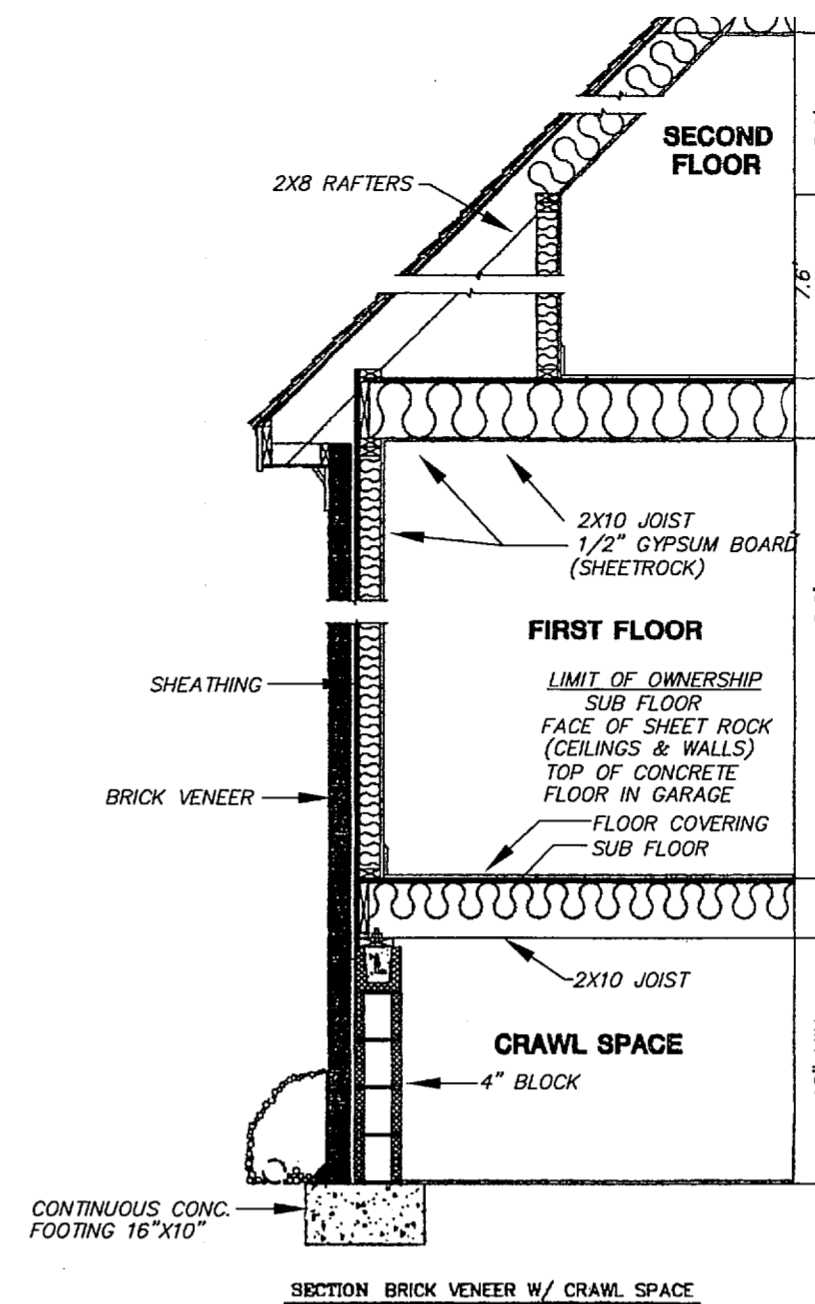 SECOND
FLOOR
2X8 RAFTERS
7.6'
2X10 JOIST
1/2" GYPSUM BOARD
(SHEETROCK)
FIRST FLOOR
SHEATHING
LIMIT OF OWNERSHIP
SUB FLOOR
FACE OF SHEET ROCK
(CEILINGS & WALLS)
TOP OF CONCRETE
FLOOR IN GARAGE
BRICK VENEER
FLOOR COVERING
SUB FLOOR
2X10 JOIST
CRAWL SPACE
4" BLOCK
CONTINUOUS CONC.
FOOTING 16"X10"
SECTION BRICK VENEER W/ CRAWL SPACE